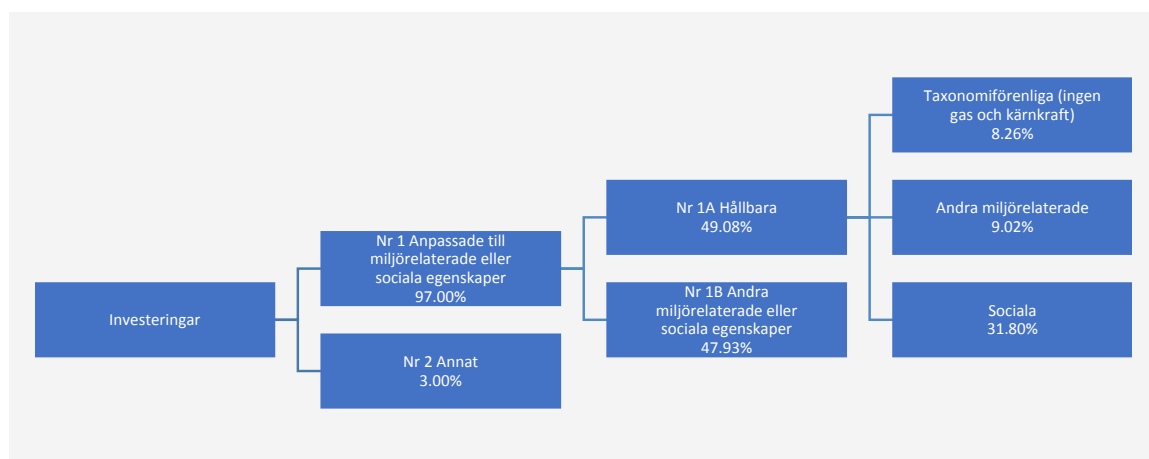 Investeringar
Nr 1 Anpassade till
miljörelaterade eller
sociala egenskaper
97.00%
Nr 2 Annat
3.00%
Nr 1A Hållbara
49.08%
Nr 1B Andra
miljörelaterade eller
sociala egenskaper
47.93%
Taxonomiförenliga (ingen
gas och kärnkraft)
8.26%
Andra miljörelaterade
9.02%
Sociala
31.80%